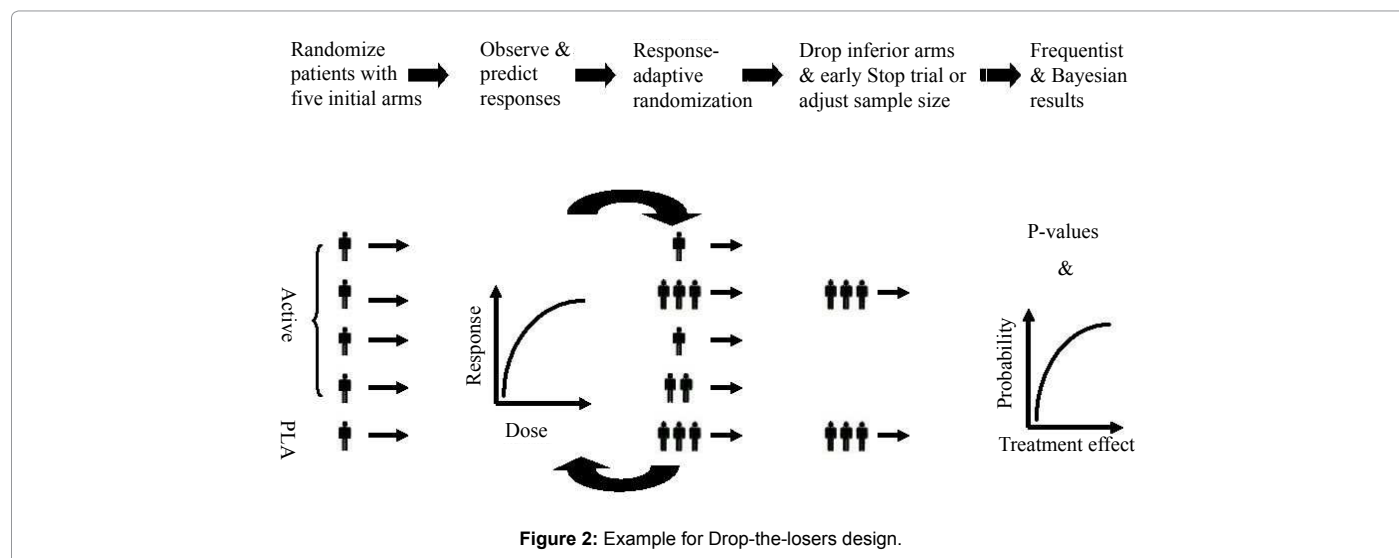 Randomize
patients with
five initial arms
Observe &
predict
responses
Response-
adaptive
randomization
Drop inferior arms
& early Stop trial or
adjust sample size
Frequentist
& Bayesian
results
Active
PLA
Response
Dose
P-values
&
Probability
Treatment effect
Figure 2: Example for Drop-the-losers design.